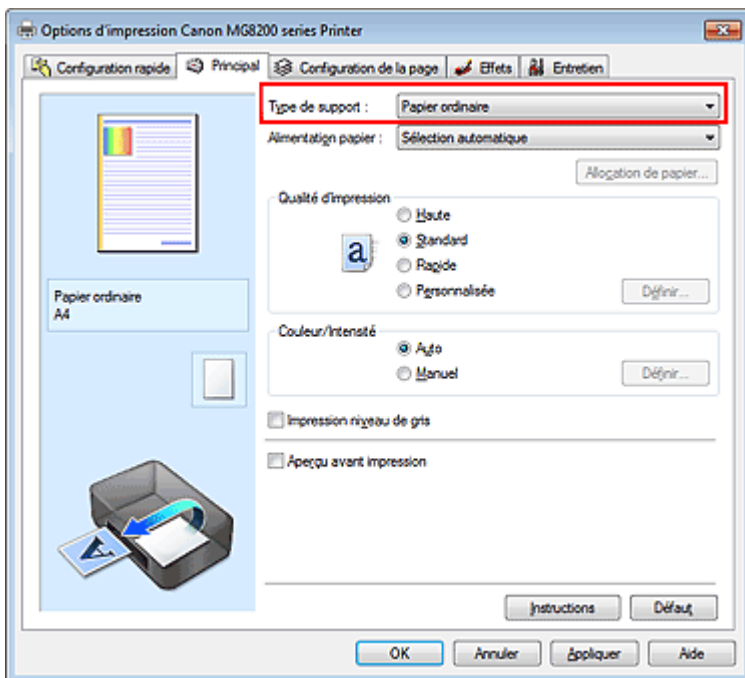 Options d'impression Canon MG8200 series Printer
Configuration rapide Principal Configuration de la page Effets Entretien
Type de support : Papier ordinaire
Alimentation papier : Sélection automatique
Allocation de papier...
Qualité d'impression
Haute
a Standard
Rapide
Personnalisée Définir...
Papier ordinaire
A4
Couleur/Intensité
Auto
Manuel Définir...
Impression niveau de gris
Aperçu avant impression
A
Instructions Défaut
OK Annuler Appliquer Aide